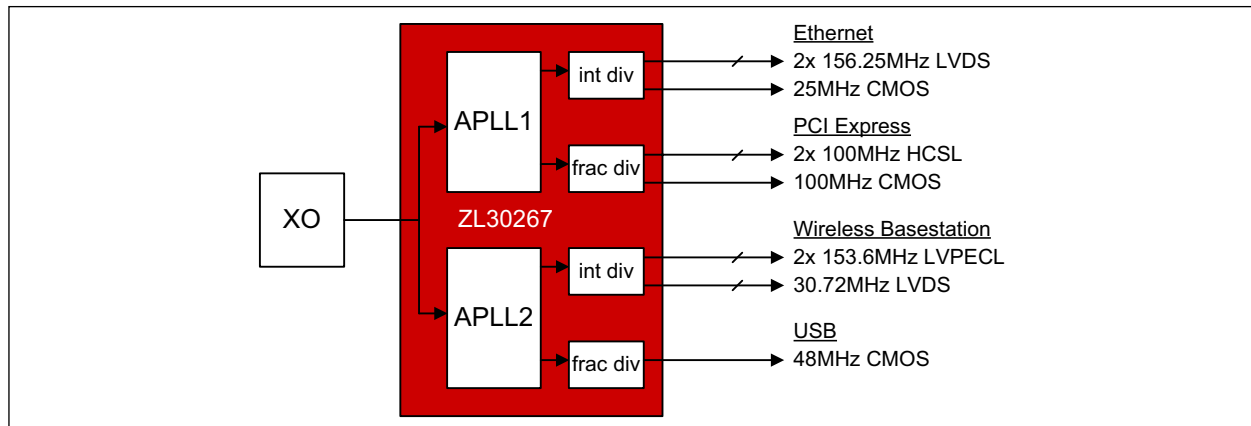 Ethernet
2x 156.25MHz LVDS
25MHz CMOS
PCI Express
2x 100MHz HCSL
100MHz CMOS
Wireless Basestation
2x 153.6MHz LVPECL
30.72MHz LVDS
USB
48MHz CMOS
XO
APLL1
int div
frac div
ZL30267
APLL2
int div
frac div